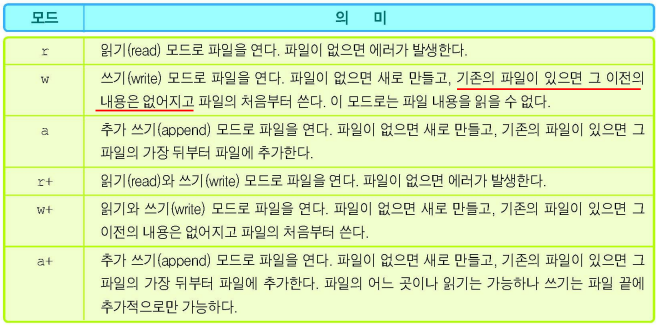 모드 의 미
r 읽기(read) 모드로 파일을 연다. 파일이 없으면 에러가 발생한다.
w 쓰기(write) 모드로 파일을 연다. 파일이 없으면 새로 만들고, 기존의 파일이 있으면 그 이전의
내용은 없어지고 파일의 처음부터 쓴다. 이 모드로는 파일 내용을 읽을 수 없다.
a 추가 쓰기(append) 모드로 파일을 연다. 파일이 없으면 새로 만들고, 기존의 파일이 있으면 그
파일의 가장 뒤부터 파일에 추가한다.
r+ 읽기(read)와 쓰기(write) 모드로 파일을 연다. 파일이 없으면 에러가 발생한다.
w+ 읽기와 쓰기(write) 모드로 파일을 연다. 파일이 없으면 새로 만들고, 기존의 파일이 있으면 그
이전의 내용은 없어지고 파일의 처음부터 쓴다.
a+ 추가 쓰기(append) 모드로 파일을 연다. 파일이 없으면 새로 만들고, 기존의 파일이 있으면 그
파일의 가장 뒤부터 파일에 추가한다. 파일의 어느 곳이나 읽기는 가능하나 쓰기는 파일 끝에
추가적으로만 가능하다.